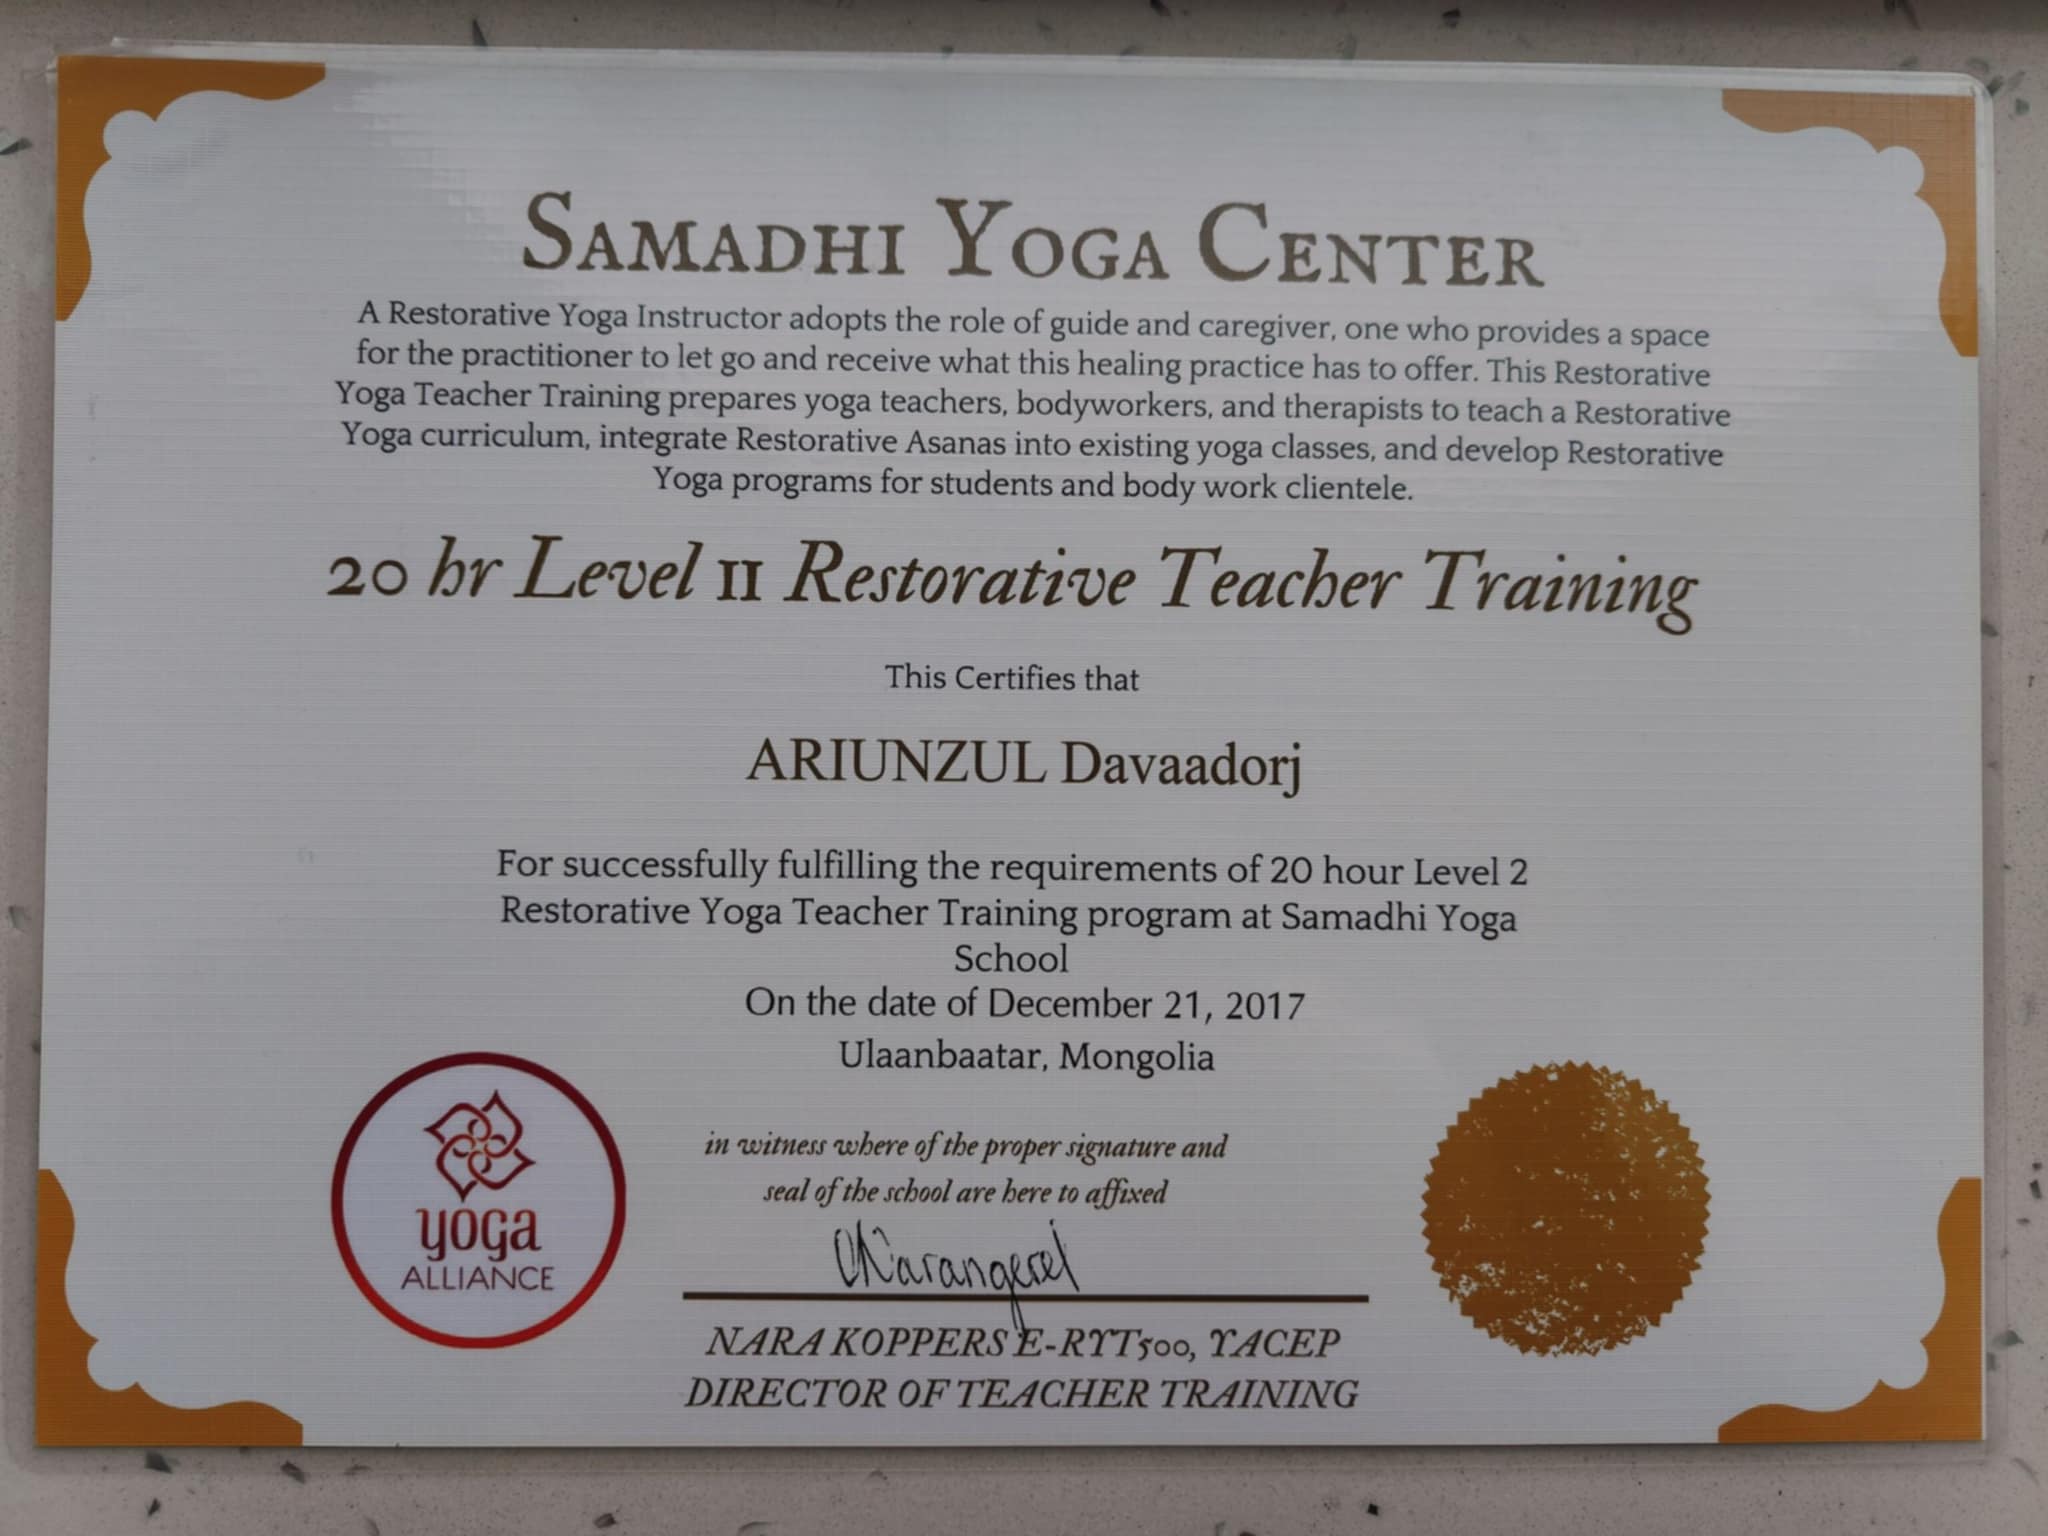 SAMADHI YOGA CENTER
A Restorative Yoga Instructor adopts the role of guide and caregiver, one who provides a space
for the practitioner to let go and receive what this healing practice has to offer. This Restorative
Yoga Teacher Training prepares yoga teachers, bodyworkers, and therapists to teach a Restorative
Yoga curriculum, integrate Restorative Asanas into existing yoga classes, and develop Restorative
Yoga programs for students and body work clientele.
20 hr Level II Restorative Teacher Training
This Certifies that
ARIUNZUL Davaadorj
For successfully fulfilling the requirements of 20 hour Level 2
Restorative Yoga Teacher Training program at Samadhi Yoga
School
On the date of December 21, 2017
Ulaanbaatar, Mongolia
in witness where of the proper signature and
seal of the school are here to affixed
yoga
ALLIANCE
Narangerel
NARA KOPPERS E-RYT500, YACEP
DIRECTOR OF TEACHER TRAINING